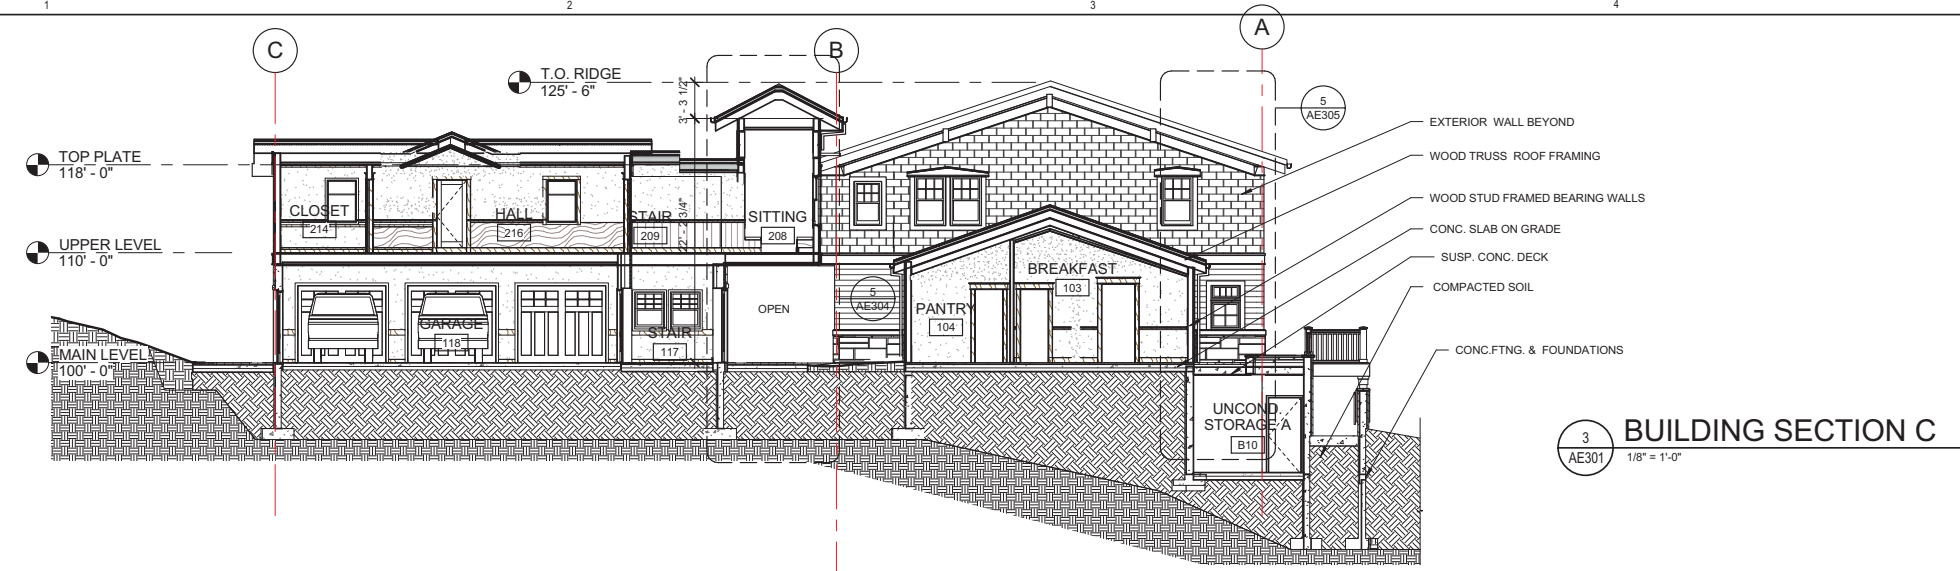 1
2
3
4
C
B
A
T.O. RIDGE
125' - 6"
3' - 3 1/2"
5
AE305
EXTERIOR WALL BEYOND
TOP PLATE
118' - 0"
WOOD TRUSS ROOF FRAMING
WOOD STUD FRAMED BEARING WALLS
CLOSET
214
HALL
216
STAIR
209
SITTING
208
CONC. SLAB ON GRADE
UPPER LEVEL
110' - 0"
SUSP. CONC. DECK
BREAKFAST
103
COMPACTED SOIL
5
AE304
OPEN
PANTRY
104
GARAGE
118
STAIR
117
MAIN LEVEL
100' - 0"
CONC.FTNG. & FOUNDATIONS
UNCOND.
STORAGE A
B10
3
AE301
BUILDING SECTION C
1/8" = 1'-0"